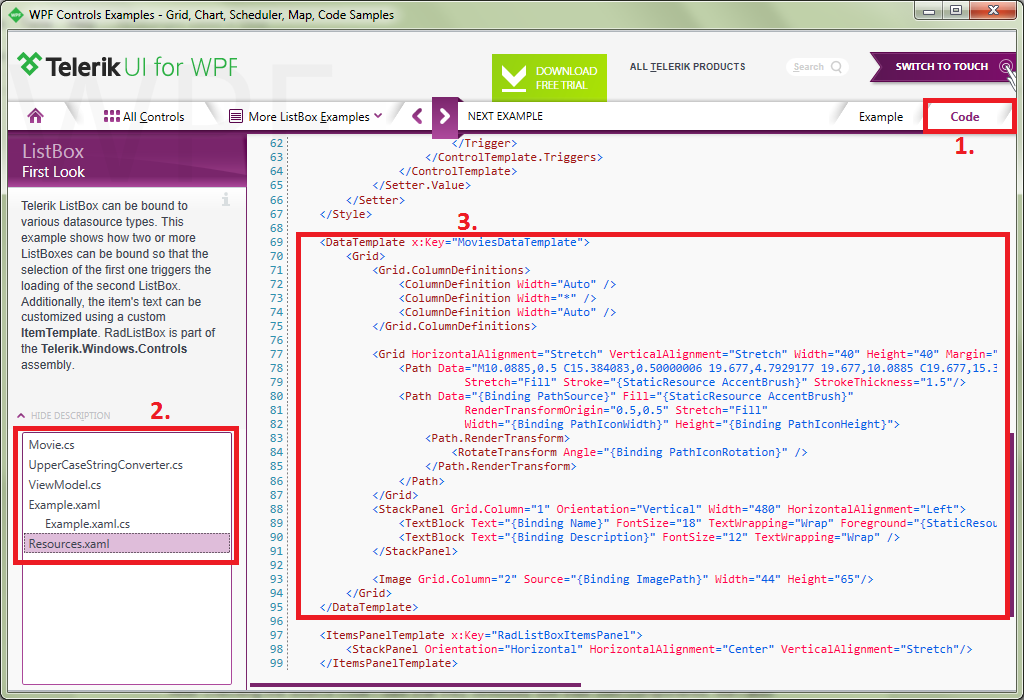 WPF Controls Examples - Grid, Chart, Scheduler, Map, Code Samples
Telerik UI for WPF
DOWNLOAD
FREE TRIAL
ALL TELERIK PRODUCTS
Search
SWITCH TO TOUCH
All Controls
More ListBox Examples
NEXT EXAMPLE
Example
Code
1.
ListBox
First Look
Telerik ListBox can be bound to
various datasource types. This
example shows how two or more
ListBoxes can be bound so that the
selection of the first one triggers the
loading of the second ListBox.
Additionally, the item's text can be
customized using a custom
ItemTemplate. RadListBox is part of
the Telerik.Windows.Controls
assembly.
HIDE DESCRIPTION
2.
Movie.cs
UpperCaseStringConverter.cs
ViewModel.cs
Example.xaml
Example.xaml.cs
Resources.xaml
3.
62 </Trigger>
63 </ControlTemplate.Triggers>
64 </ControlTemplate>
65 </Setter.Value>
66 </Setter>
67 </Style>
68
69 <DataTemplate x:Key="MoviesDataTemplate">
70 <Grid>
71 <Grid.ColumnDefinitions>
72 <ColumnDefinition Width="Auto" />
73 <ColumnDefinition Width="*" />
74 <ColumnDefinition Width="Auto" />
75 </Grid.ColumnDefinitions>
76
77 <Grid HorizontalAlignment="Stretch" VerticalAlignment="Stretch" Width="40" Height="40" Margin="
78 <Path Data="M10.0885,0.5 C15.384083,0.50000006 19.677,4.7929177 19.677,10.0885 C19.677,15.3
79 Stretch="Fill" Stroke="{StaticResource AccentBrush}" StrokeThickness="1.5"/>
80 <Path Data="{Binding PathSource}" Fill="{StaticResource AccentBrush}"
81 RenderTransformOrigin="0.5,0.5" Stretch="Fill"
82 Width="{Binding PathIconWidth}" Height="{Binding PathIconHeight}">
83 <Path.RenderTransform>
84 <RotateTransform Angle="{Binding PathIconRotation}" />
85 </Path.RenderTransform>
86 </Path>
87 </Grid>
88 <StackPanel Grid.Column="1" Orientation="Vertical" Width="480" HorizontalAlignment="Left">
89 <TextBlock Text="{Binding Name}" FontSize="18" TextWrapping="Wrap" Foreground="{StaticResou
90 <TextBlock Text="{Binding Description}" FontSize="12" TextWrapping="Wrap" />
91 </StackPanel>
92
93 <Image Grid.Column="2" Source="{Binding ImagePath}" Width="44" Height="65"/>
94 </Grid>
95 </DataTemplate>
96
97 <ItemsPanelTemplate x:Key="RadListBoxItemsPanel">
98 <StackPanel Orientation="Horizontal" HorizontalAlignment="Center" VerticalAlignment="Stretch"/>
99 </ItemsPanelTemplate>